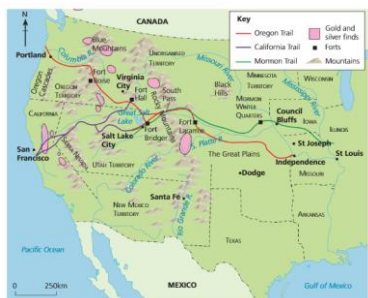 CANADA
Key
Oregon Trail
California Trail
Mormon Trail
Gold and
silver finds
Forts
Mountains
N
Blue
Mountains
Portland
Columbia R.
UNORGANISED
TERRITORY
Missouri River
Oregon
Cascades
OREGON
TERRITORY
Fort
Boise
Virginia
City
Fort
Hall
South
Pass
Rocky Mountains
Black
Hills
MINNESOTA
TERRITORY
WISCONSIN
Mississippi River
MORMON
WINTER
QUARTERS
Council
Bluffs
IOWA
ILLINOIS
Great Salt
Lake
Salt Lake
City
Fort
Bridger
Fort
Laramie
Platte R.
St Joseph
St Louis
Independence
San
Francisco
Sierra Nevada
UTAH TERRITORY
Colorado River
The Great Plains
Dodge
MISSOURI
Santa Fe
NEW MEXICO
TERRITORY
Rio Grande R.
ARKANSAS
TEXAS
Pacific Ocean
MEXICO
Gulf of Mexico
0
250km